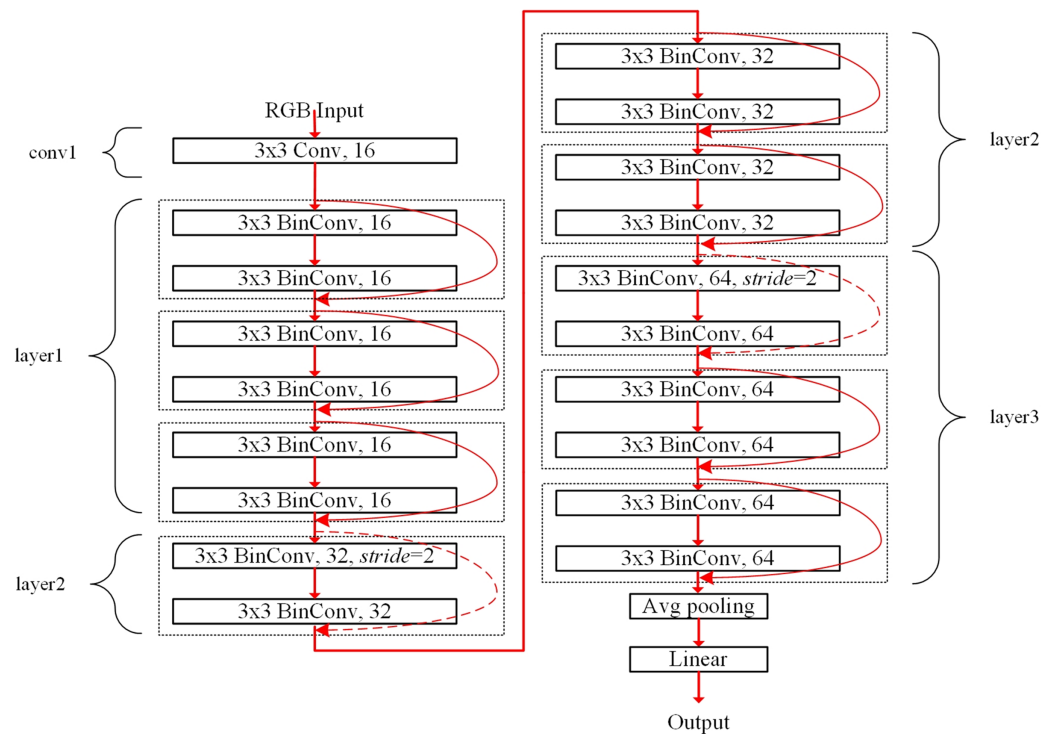 RGB Input
conv1
3x3 Conv, 16
layer1
3x3 BinConv, 16
3x3 BinConv, 16
3x3 BinConv, 16
3x3 BinConv, 16
3x3 BinConv, 16
3x3 BinConv, 16
layer2
3x3 BinConv, 32, stride=2
3x3 BinConv, 32
3x3 BinConv, 32
3x3 BinConv, 32
layer2
3x3 BinConv, 32
3x3 BinConv, 32
3x3 BinConv, 64, stride=2
3x3 BinConv, 64
3x3 BinConv, 64
layer3
3x3 BinConv, 64
3x3 BinConv, 64
3x3 BinConv, 64
Avg pooling
Linear
Output